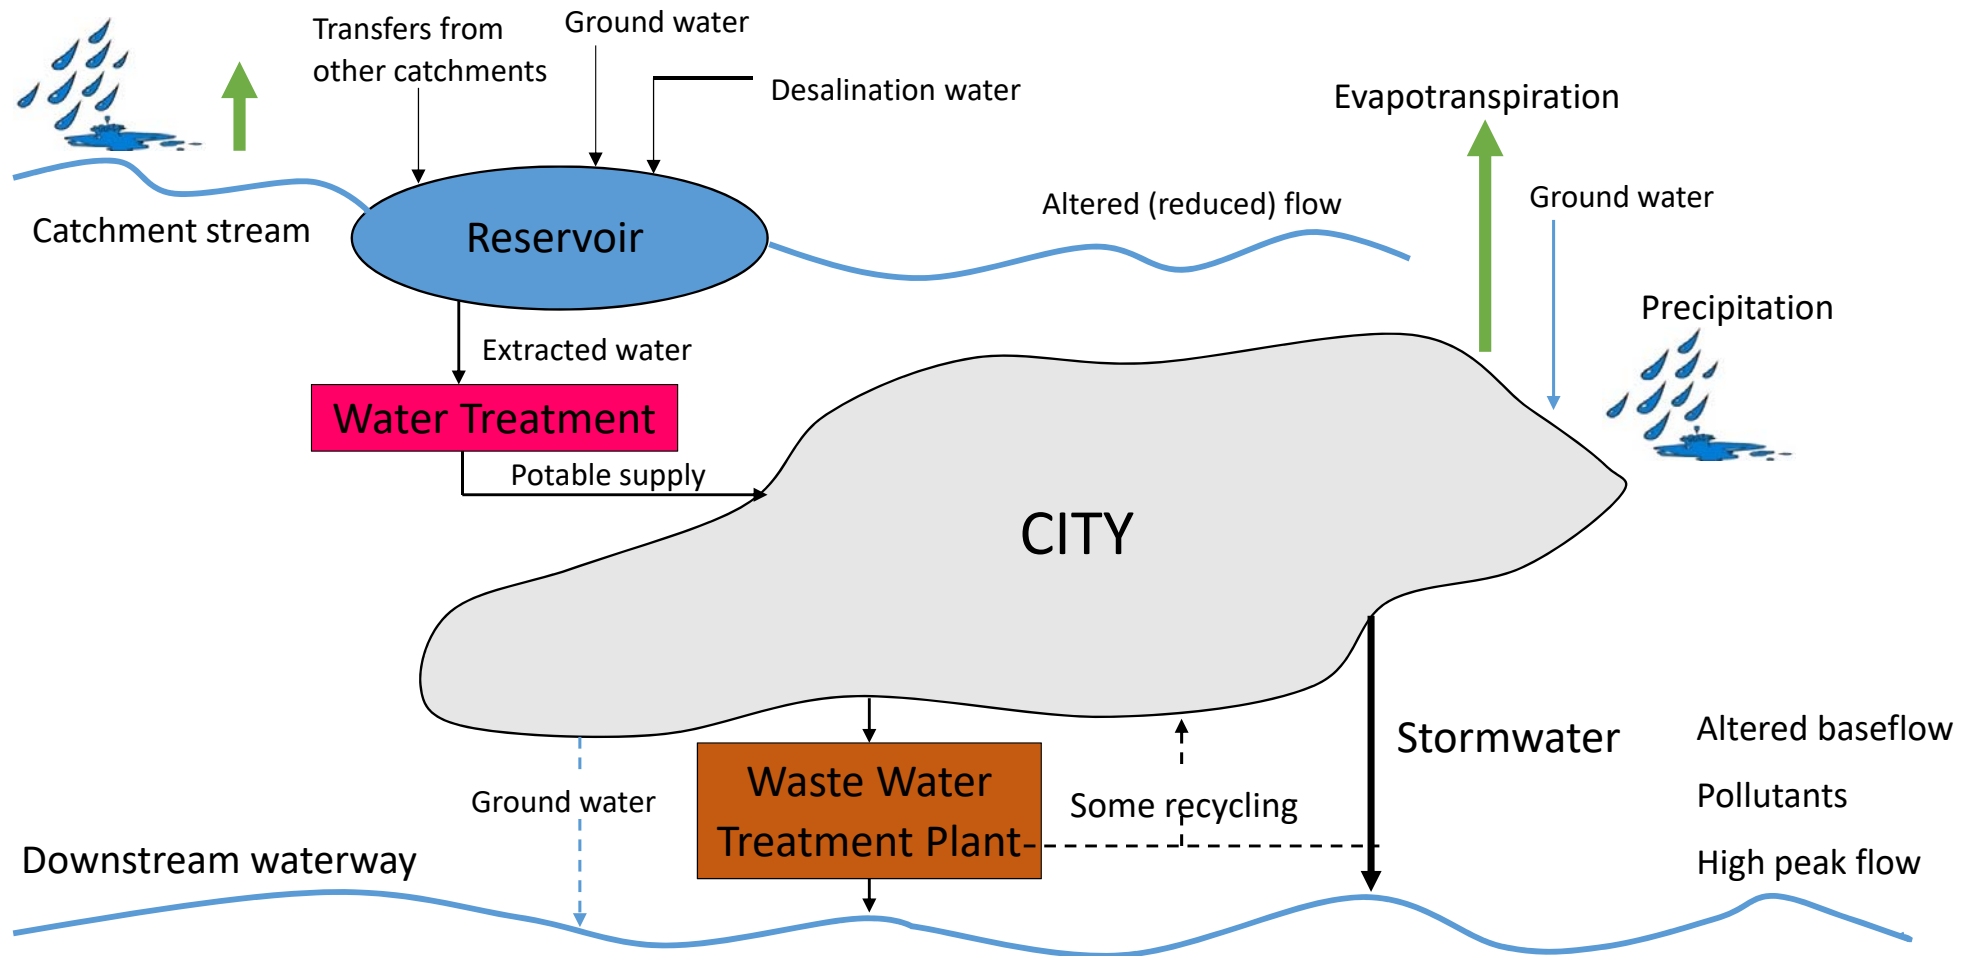 Transfers from
other catchments
Ground water
Desalination water
Evapotranspiration
Catchment stream
Reservoir
Altered (reduced) flow
Ground water
Precipitation
Extracted water
Water Treatment
Potable supply
CITY
Stormwater
Altered baseflow
Pollutants
High peak flow
Ground water
Waste Water
Treatment Plant
Some recycling
Downstream waterway